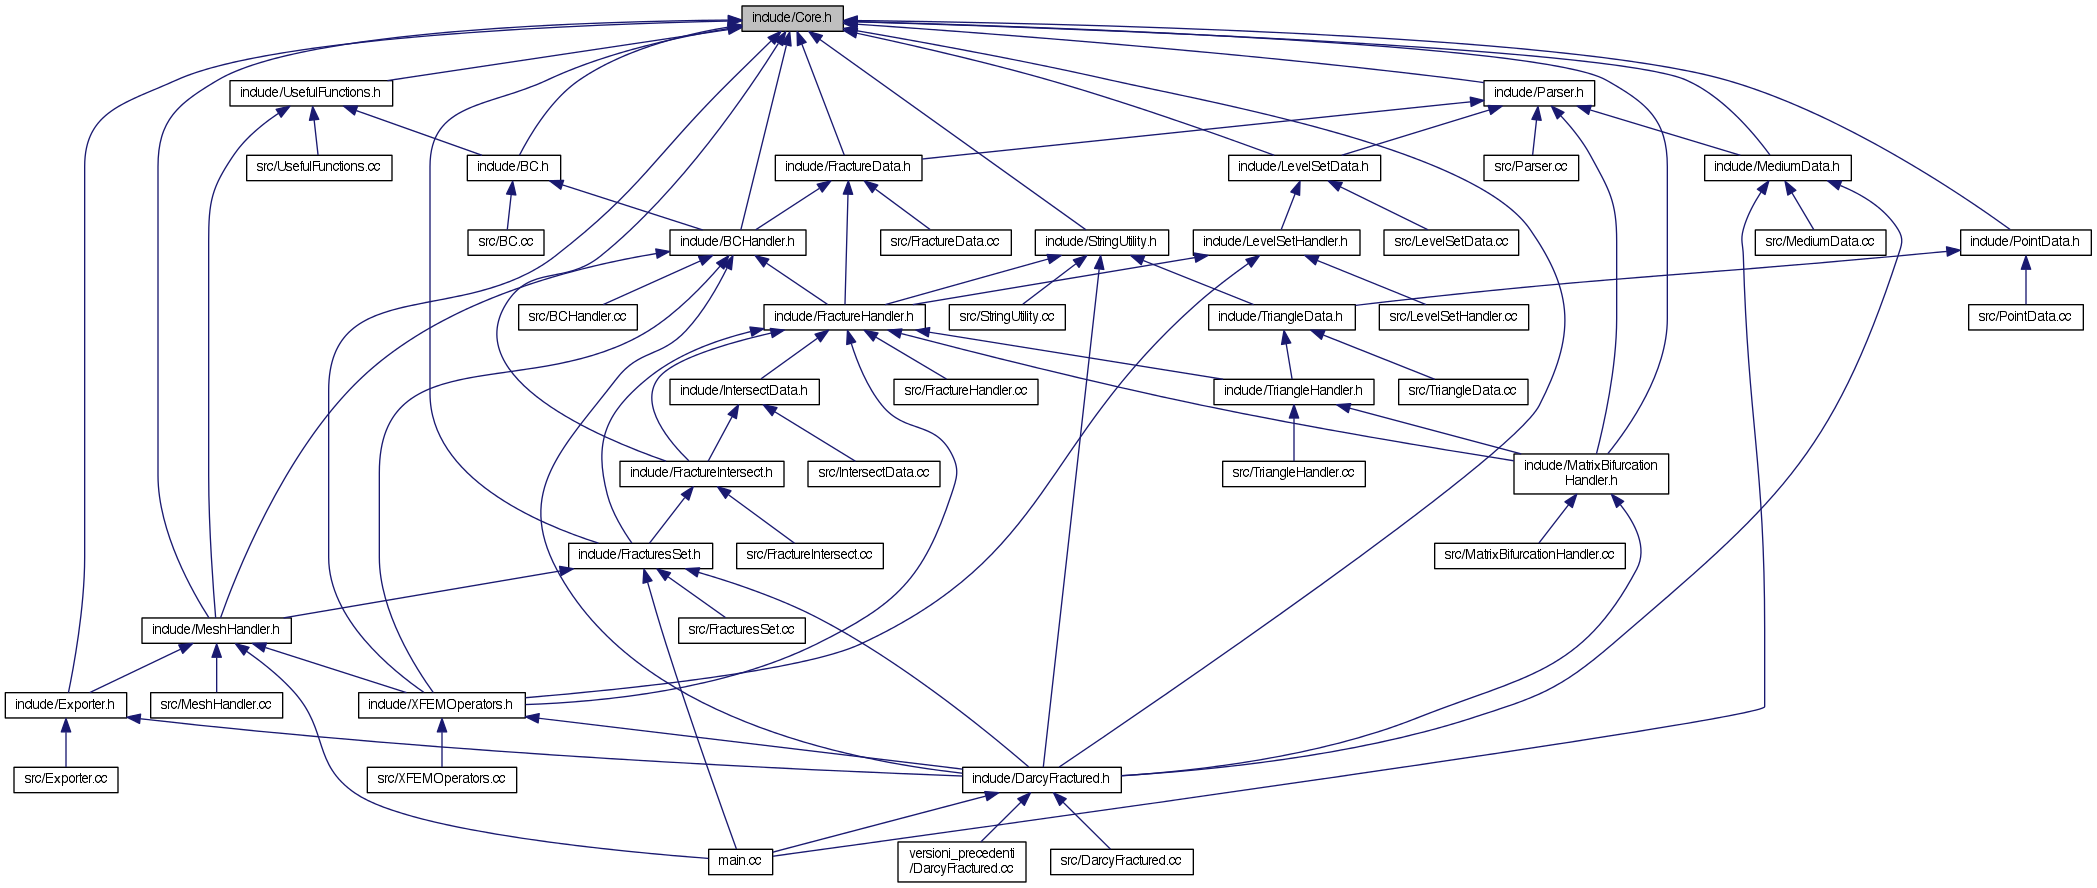 include/Core.h
include/UsefulFunctions.h
include/Parser.h
src/UsefulFunctions.cc
include/BC.h
include/FractureData.h
include/LevelSetData.h
src/Parser.cc
include/MediumData.h
src/BC.cc
include/BCHandler.h
src/FractureData.cc
include/StringUtility.h
include/LevelSetHandler.h
src/LevelSetData.cc
src/MediumData.cc
include/PointData.h
src/BCHandler.cc
include/FractureHandler.h
src/StringUtility.cc
include/TriangleData.h
src/LevelSetHandler.cc
src/PointData.cc
include/IntersectData.h
src/FractureHandler.cc
include/TriangleHandler.h
src/TriangleData.cc
include/FractureIntersect.h
src/IntersectData.cc
src/TriangleHandler.cc
include/MatrixBifurcation
Handler.h
include/FracturesSet.h
src/FractureIntersect.cc
src/MatrixBifurcationHandler.cc
include/MeshHandler.h
src/FracturesSet.cc
include/Exporter.h
src/MeshHandler.cc
include/XFEMOperators.h
src/Exporter.cc
src/XFEMOperators.cc
include/DarcyFractured.h
main.cc
versioni_precedenti
/DarcyFractured.cc
src/DarcyFractured.cc